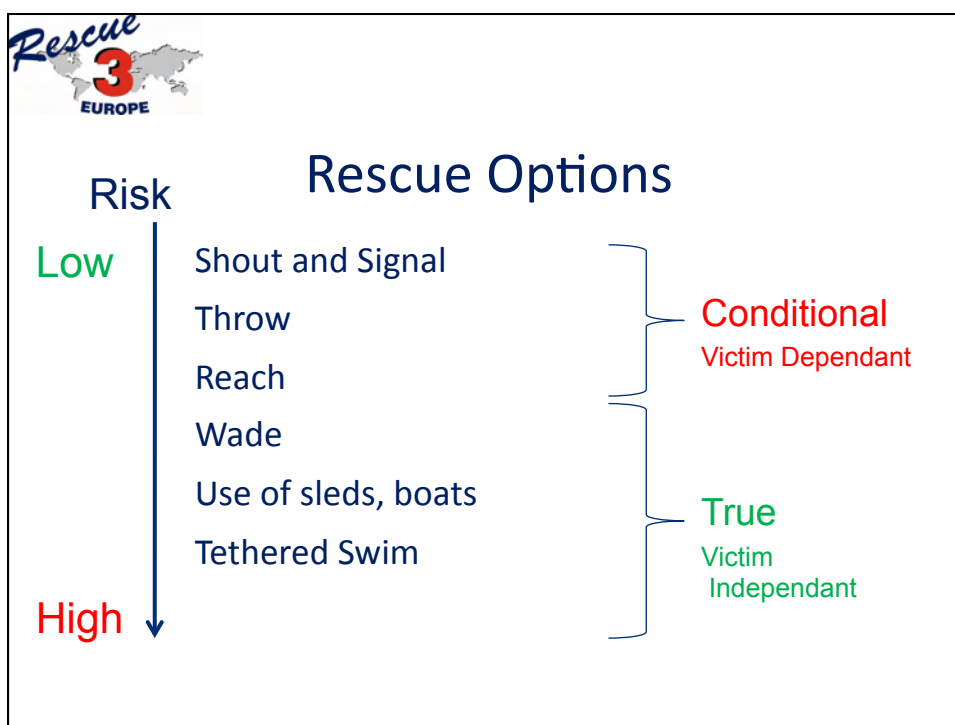 Rescue
3
EUROPE
Rescue Options
Risk
Low
Shout and Signal
Throw
Reach
Wade
Use of sleds, boats
Tethered Swim
High
Conditional
Victim Dependant
True
Victim
Independant